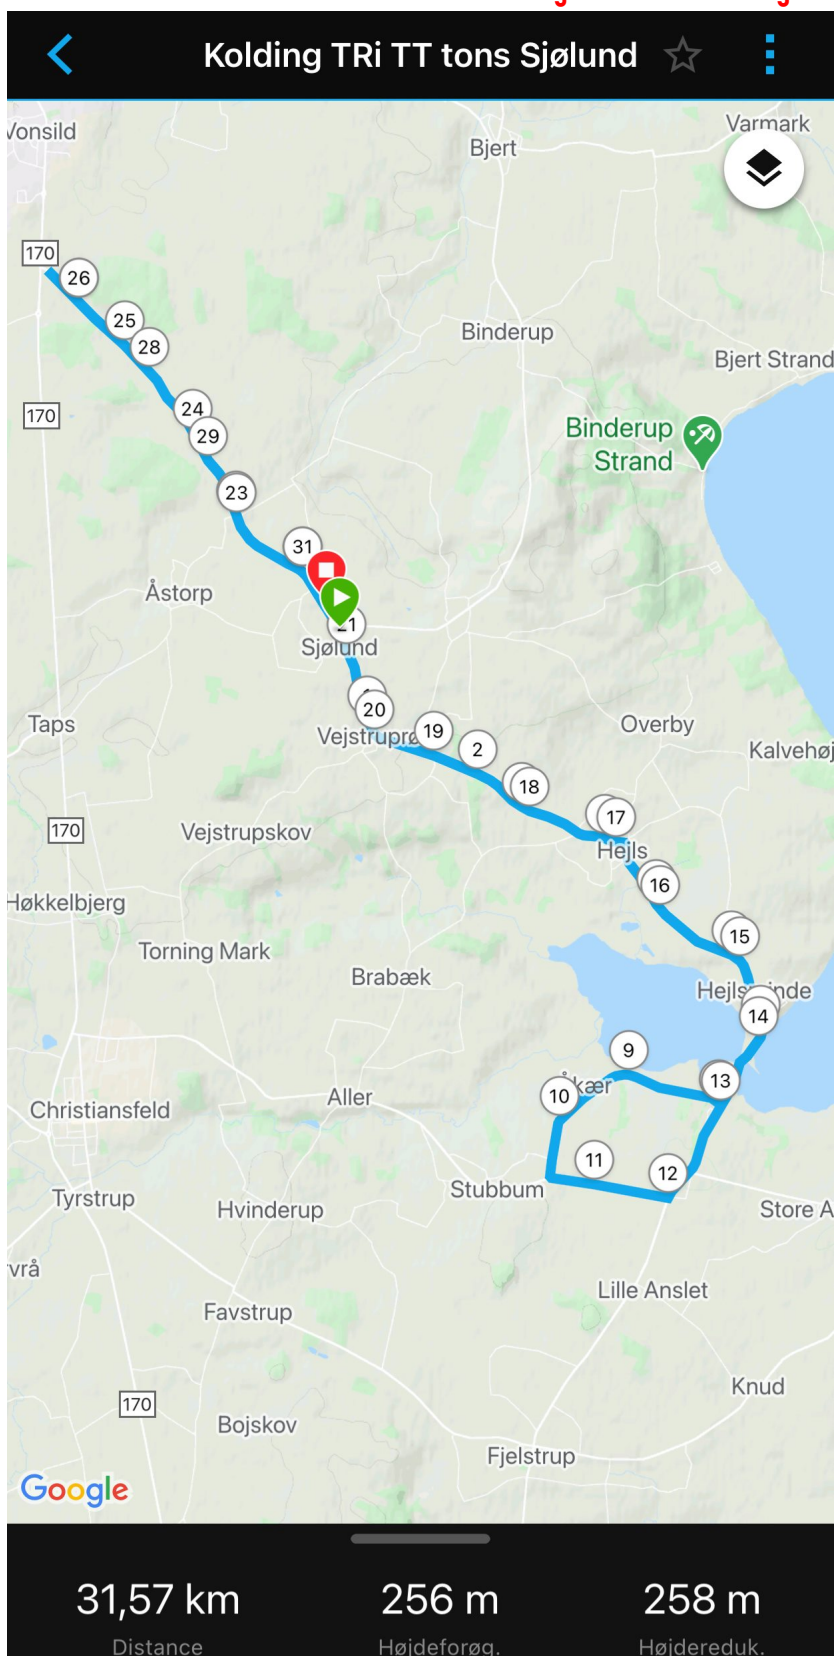 Kolding TRi TT tons Sjølund
Vonsild
Varmark
Bjert
170
26
25
28
Binderup
Bjert Strand
24
170
29
Binderup
Strand
23
31
Åstorp
21
Sjølund
20
Taps
Vejstruprø
19
2
Overby
Kalvehøj
18
17
170
Vejstrupskov
Hejls
16
Høkkelbjerg
15
Torning Mark
Brabæk
14
9
13
10
Aller
Christiansfeld
11
12
Tyrstrup
Stubbum
Hvinderup
Store A
vrå
Lille Anslet
Favstrup
Knud
170
Bojskov
Fjelstrup
Google
31,57 km
256 m
258 m
Distance
Højdeforøg.
Højdereduk.